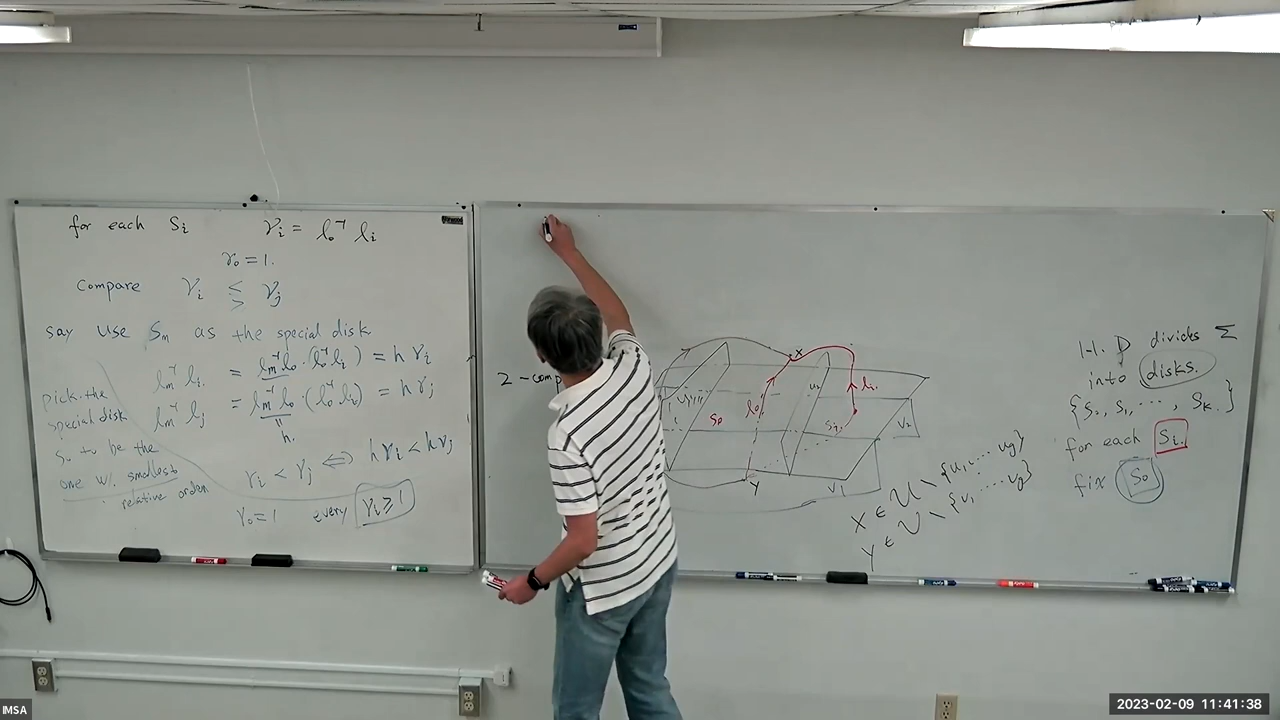 for each Si γi = l₀⁻¹ li
γ₀ = 1.
Compare γi ≤ > γj
say use Sm as the special disk
lm⁻¹ li = lm⁻¹ l₀ · (l₀⁻¹ li) = h γi
lm⁻¹ lj = lm⁻¹ l₀ · (l₀⁻¹ lj) = h γj
"
h.
pick the
special disk
S₀ to be the
one w. smallest
relative order
γi < γj ⇔ hγi < hγj
γ₀ = 1 every γi ≥ 1
2-comp
x
S₀
l₀
u₂
li
Si
V₂
y
V₁
X ∈ U \ {u₁, ... ug}
Y ∈ V \ {v₁ ... vg}
divides Σ
into disks.
{S₀, S₁, ..., Sk.}
for each Si
fix S₀
IMSA
2023-02-09 11:41:38